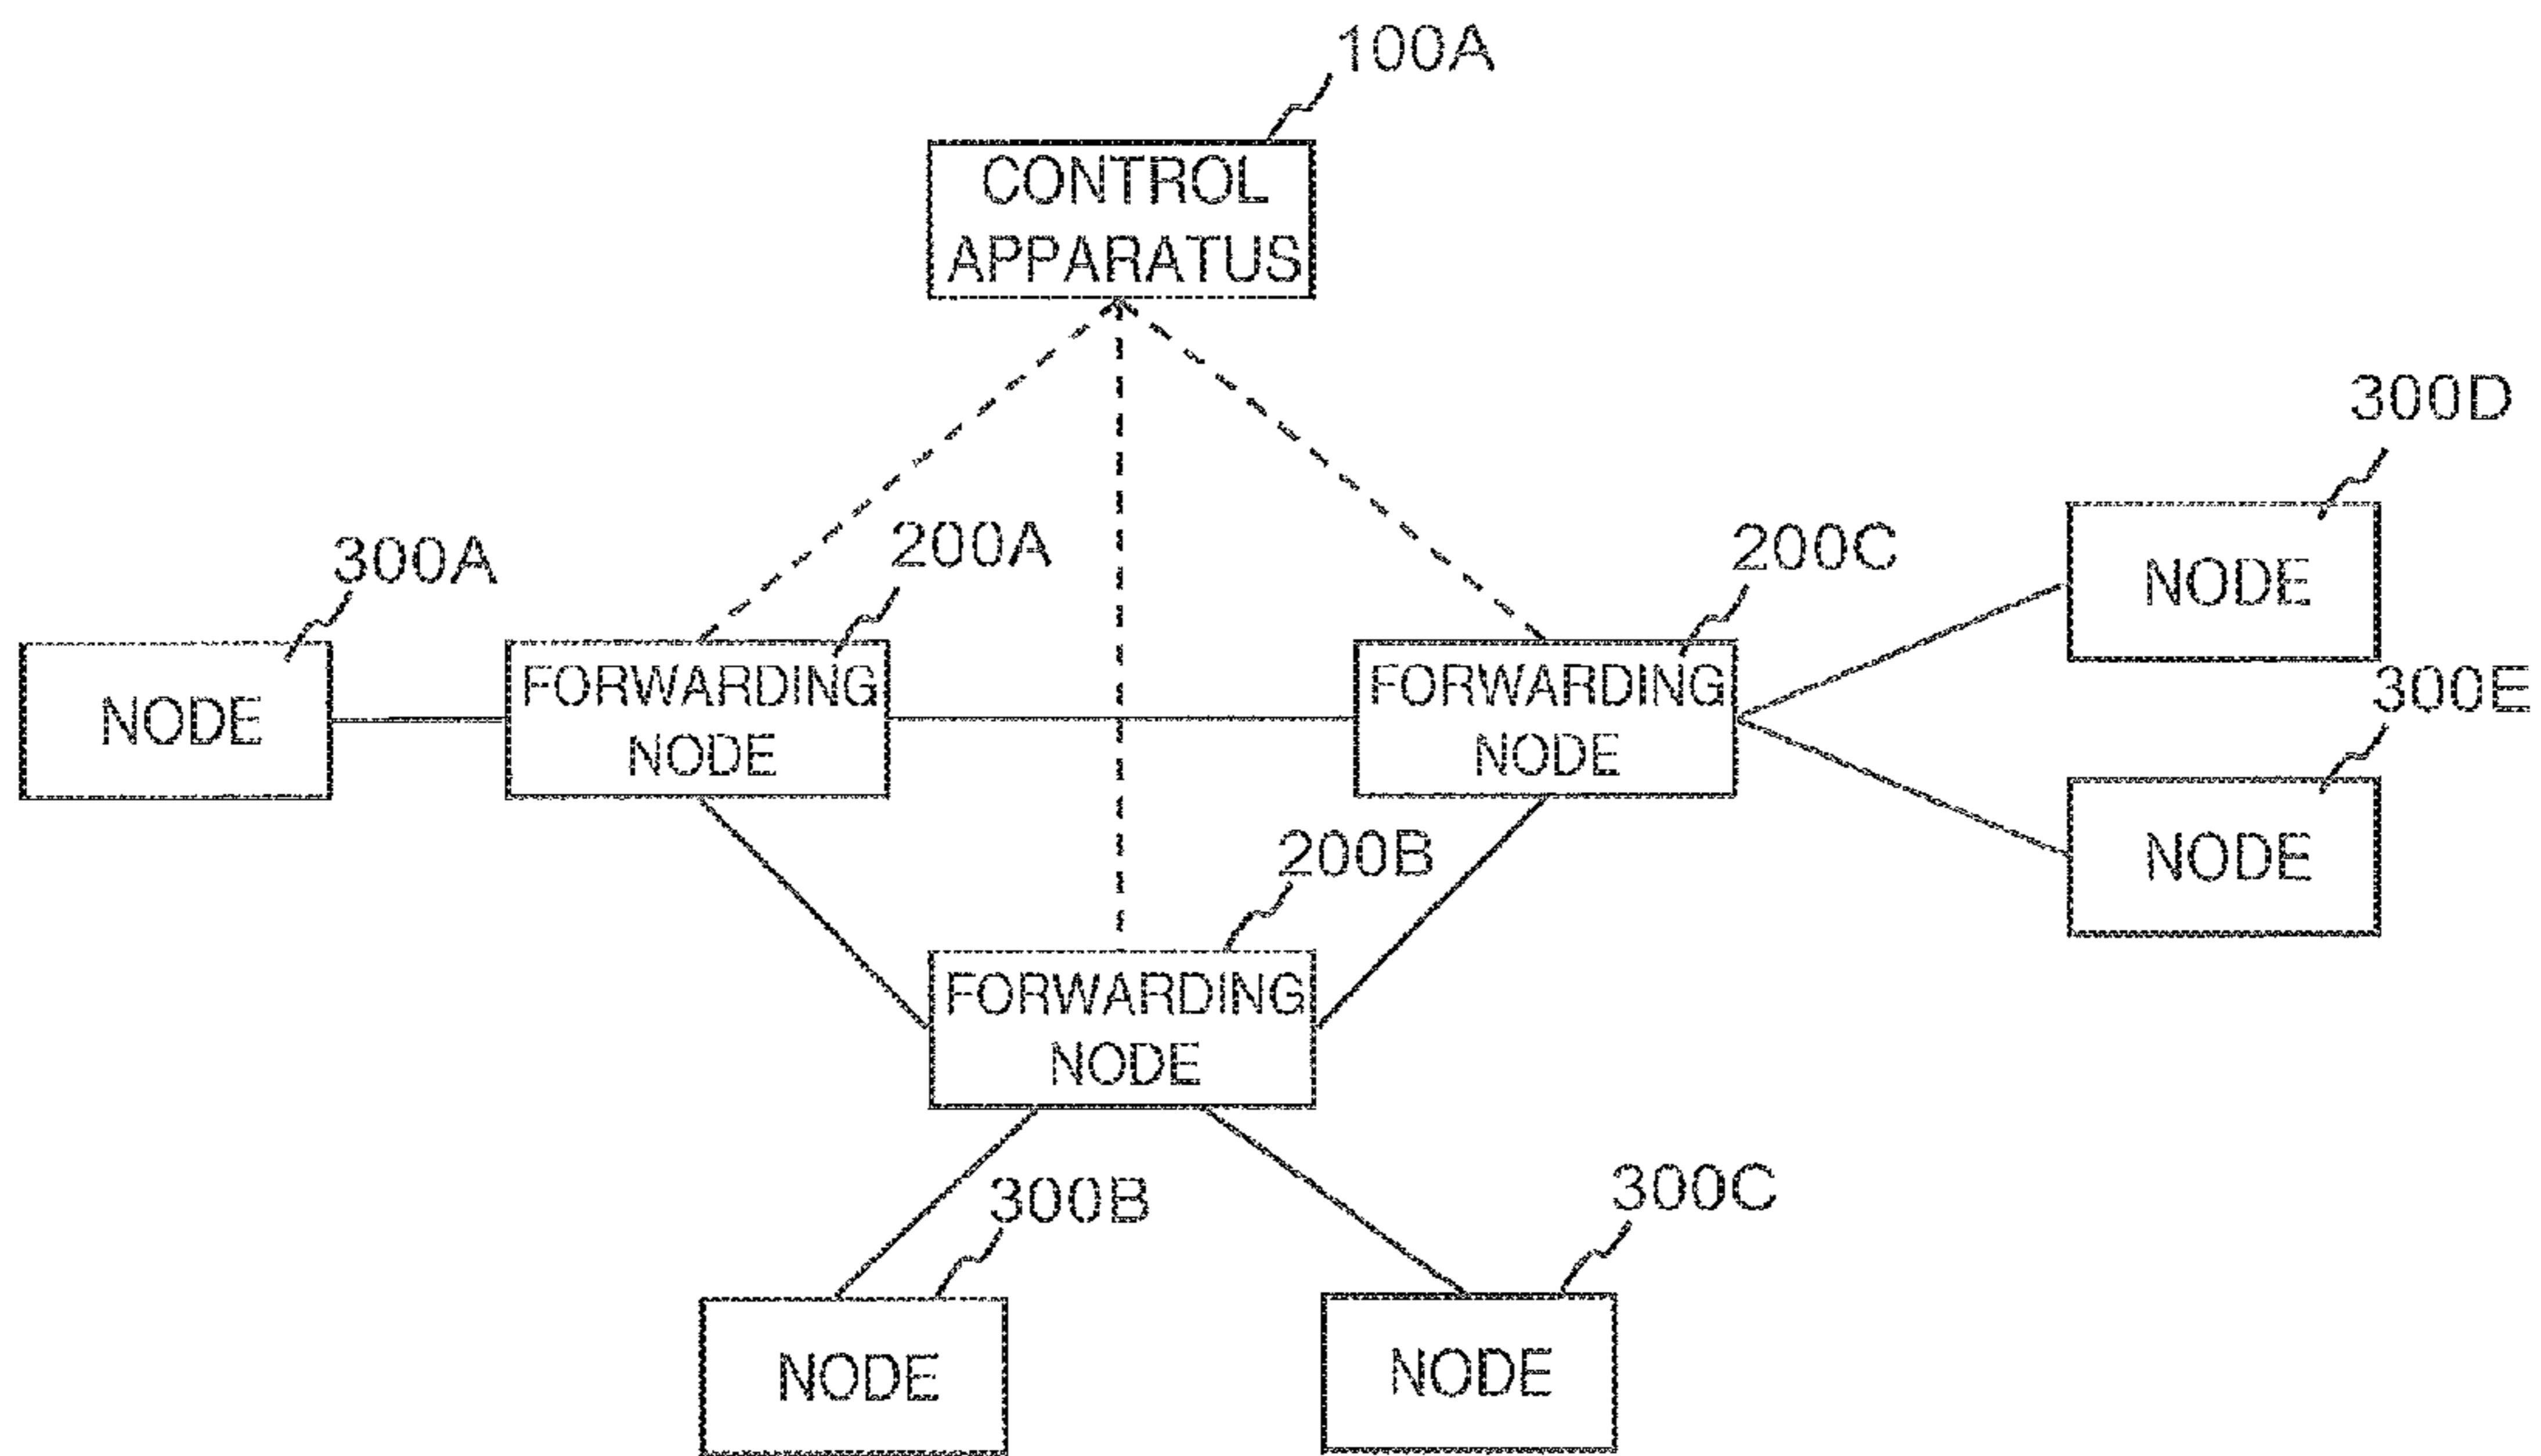 100A
CONTROL
APPARATUS
300D
300A
200A
200C
NODE
300E
NODE
FORWARDING
NODE
FORWARDING
NODE
NODE
200B
FORWARDING
NODE
300B
300C
NODE
NODE